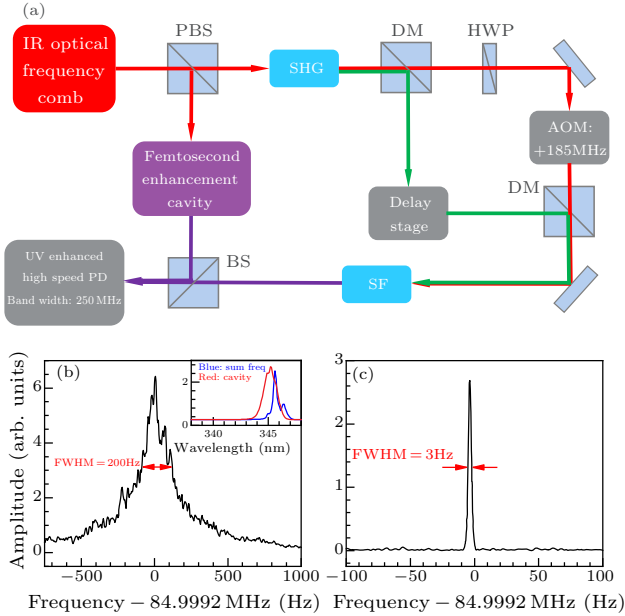 (a)
PBS
DM
HWP
IR optical
frequency
comb
SHG
AOM:
+185MHz
Femtosecond
enhancement
cavity
Delay
stage
DM
UV enhanced
high speed PD
Band width: 250 MHz
BS
SF
(b)
Amplitude (arb. units)
6
4
2
0
FWHM = 200Hz
-500
0
500
1000
Frequency - 84.9992 MHz (Hz)
Blue: sum freq
Red: cavity
2
0
340
345
Wavelength (nm)
(c)
3
2
1
0
FWHM = 3Hz
-100
-50
0
50
100
Frequency - 84.9992 MHz (Hz)